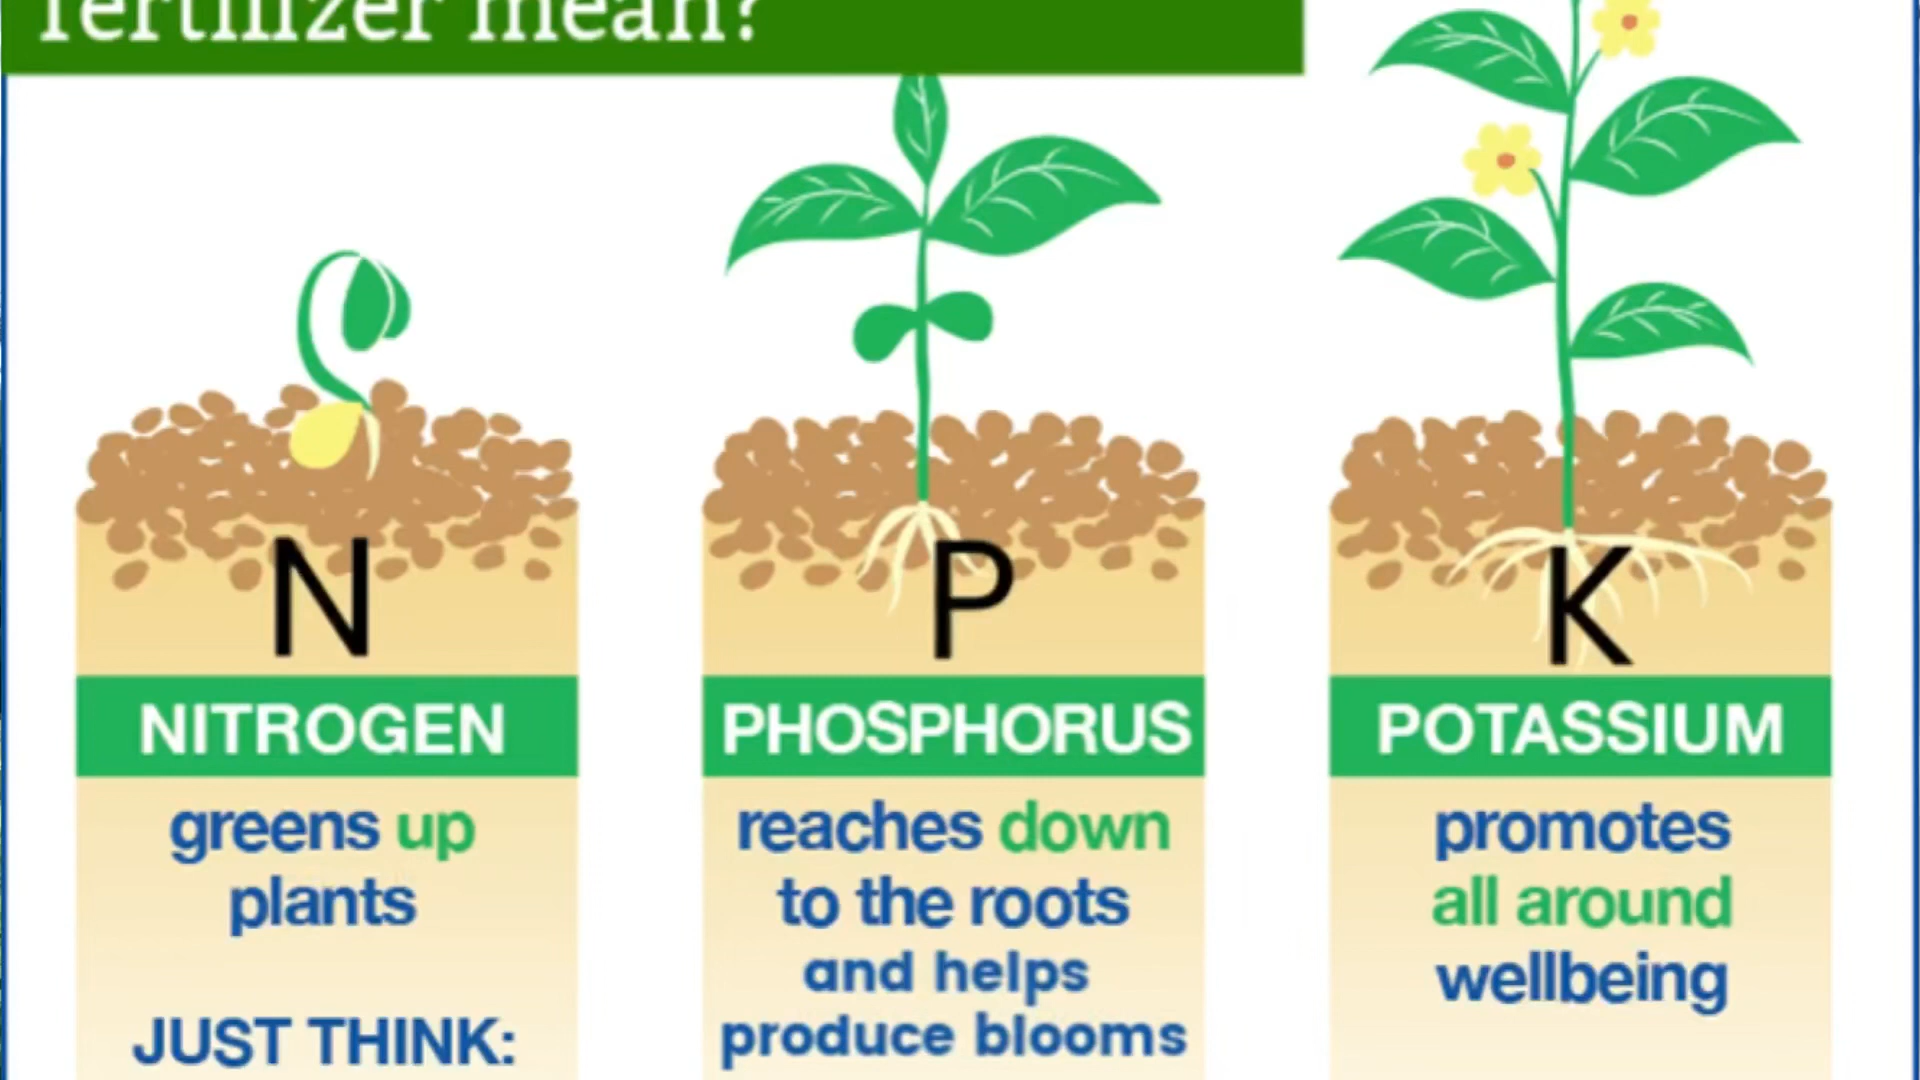 fertilizer mean?
N
NITROGEN
greens up
plants
JUST THINK:
P
PHOSPHORUS
reaches down
to the roots
and helps
produce blooms
K
POTASSIUM
promotes
all around
wellbeing